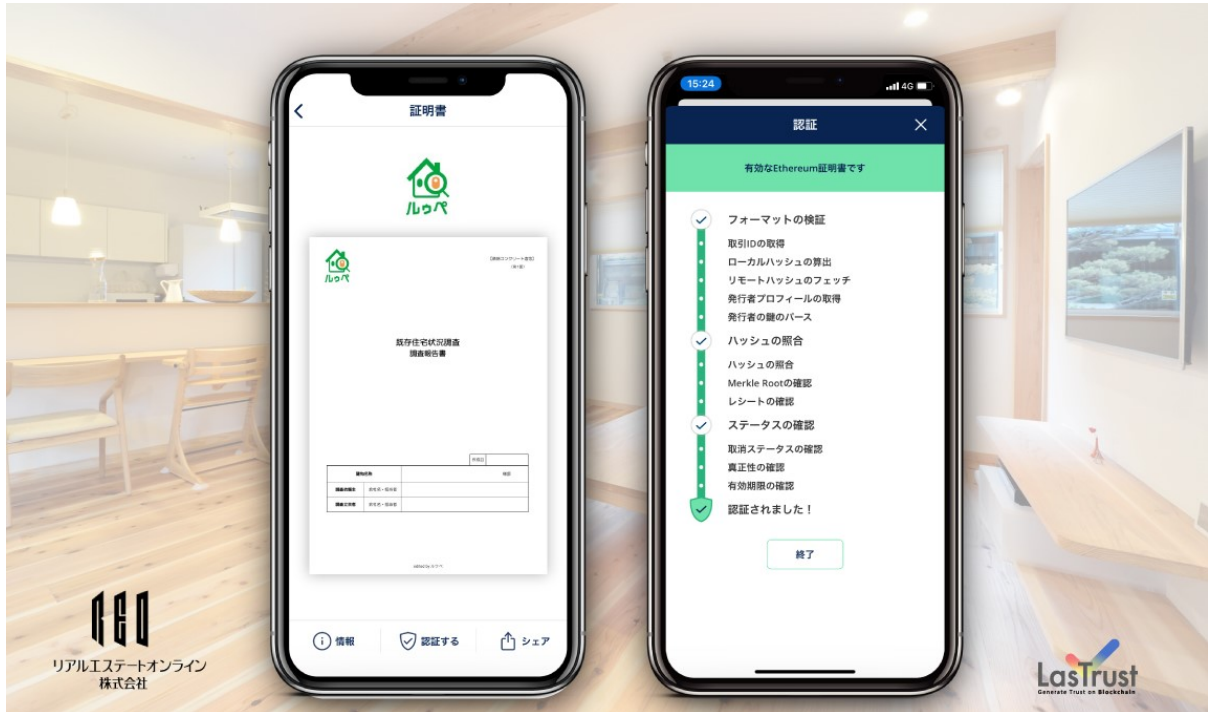 証明書
ルゥペ
ルゥペ
既存住宅状況調査
調査報告書
edited by ルゥペ
情報
認証する
シェア
15:24
4G
認証
有効なEthereum証明書です
フォーマットの検証
取引IDの取得
ローカルハッシュの算出
リモートハッシュのフェッチ
発行者プロフィールの取得
発行者の鍵のパース
ハッシュの照合
ハッシュの照合
Merkle Rootの確認
レシートの確認
ステータスの確認
取消ステータスの確認
真正性の確認
有効期限の確認
認証されました！
終了
REO
リアルエステートオンライン
株式会社
LasTrust
Generate Trust on Blockchain